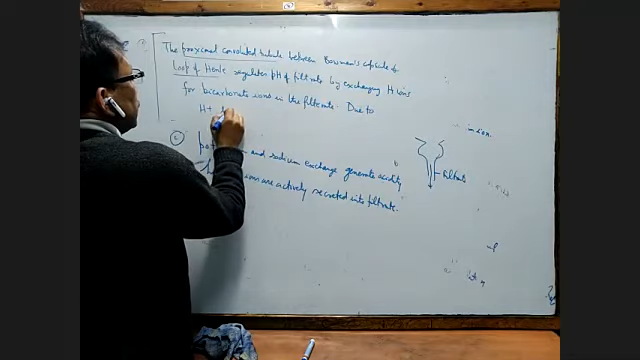 The proximal convoluted tubule between Bowman's capsule &
Loop of Henle regulates pH of filtrate by exchanging H+ ions
for bicarbonate ions in the filtrate. Due to
H+
and sodium exchange generate acidity
ions are actively secreted into filtrate.
filtrate